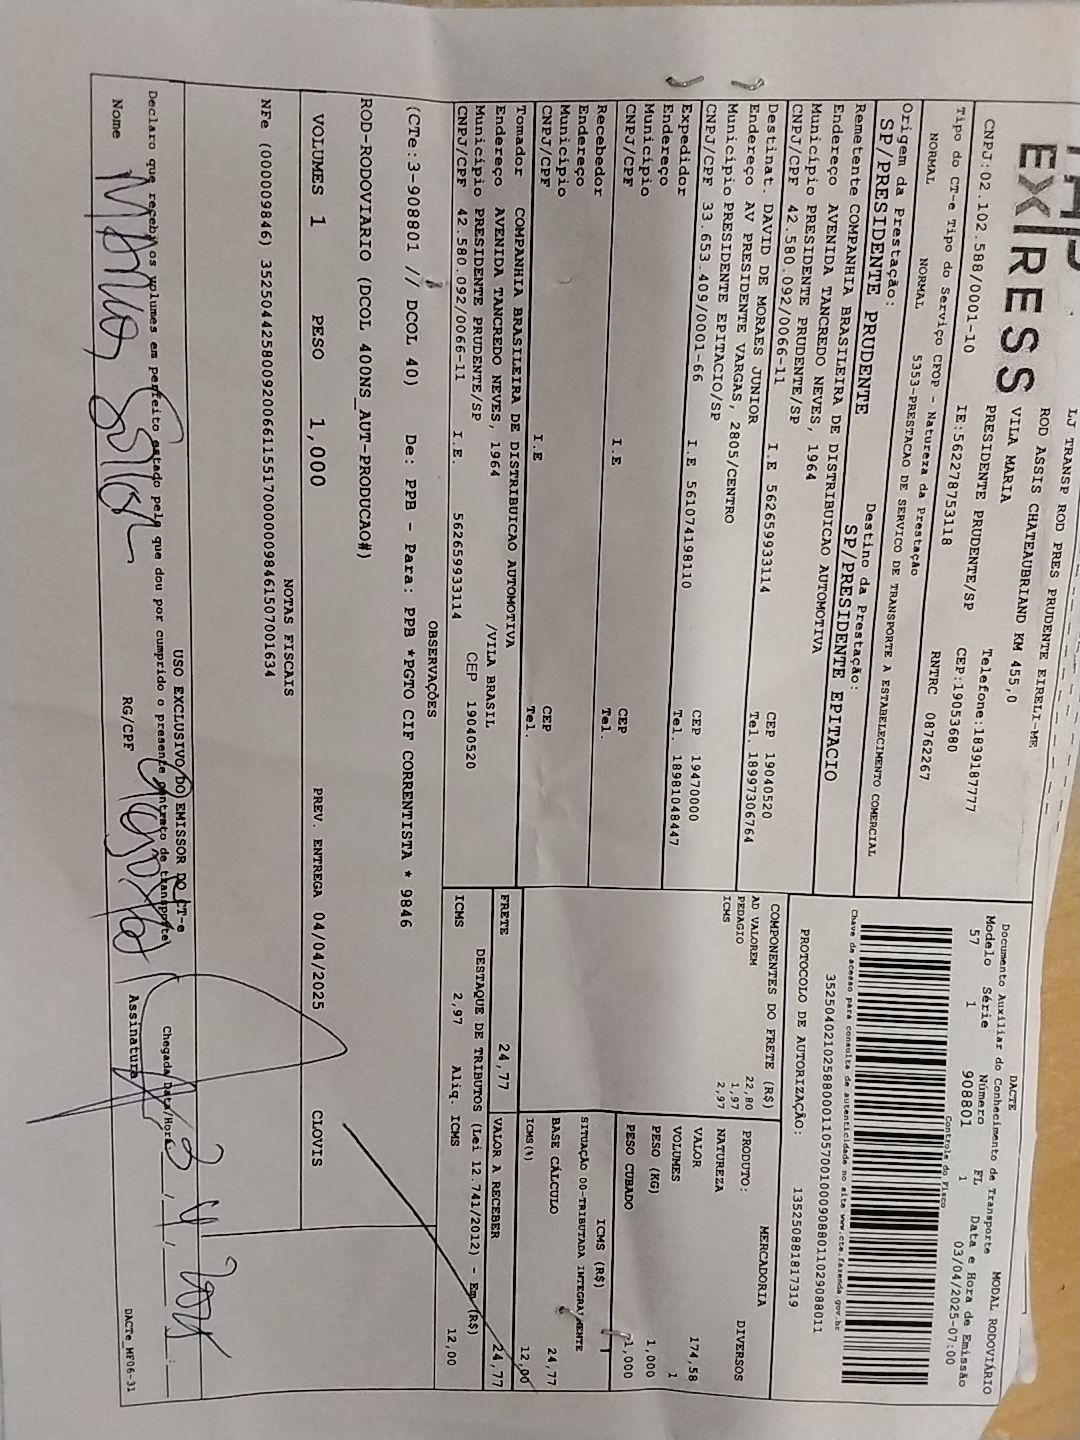 EX/RESS
LJ TRANSP ROD PRES PRUDENTE EIRELI-ME
ROD ASSIS CHATEAUBRIAND KM 455,0
VILA MARIA
PRESIDENTE PRUDENTE/SP CEP:19053680
Telefone:1839187777
CNPJ:02.102.588/0001-10 IE:562278753118
RNTRC 08762267
Tipo do CT-e Tipo do Serviço CFOP - Natureza da Prestação
NORMAL NORMAL 5353-PRESTACAO DE SERVICO DE TRANSPORTE A ESTABELECIMENTO COMERCIAL
Origem da Prestação: Destino da Prestação:
SP/PRESIDENTE PRUDENTE SP/PRESIDENTE EPITACIO
Remetente COMPANHIA BRASILEIRA DE DISTRIBUICAO AUTOMOTIVA
Endereço AVENIDA TANCREDO NEVES, 1964
Município PRESIDENTE PRUDENTE/SP CEP 19040520
CNPJ/CPF 42.580.092/0066-11 I.E 562659933114 Tel. 18997306764
Destinat. DAVID DE MORAES JUNIOR
Endereço AV PRESIDENTE VARGAS, 2805/CENTRO
Município PRESIDENTE EPITACIO/SP CEP 19470000
CNPJ/CPF 33.653.409/0001-66 I.E 561074198110 Tel. 18981048447
Expedidor
Endereço
Município CEP
CNPJ/CPF I.E Tel.
Recebedor
Endereço
Município CEP
CNPJ/CPF I.E Tel.
Tomador COMPANHIA BRASILEIRA DE DISTRIBUICAO AUTOMOTIVA
Endereço AVENIDA TANCREDO NEVES, 1964 /VILA BRASIL
Município PRESIDENTE PRUDENTE/SP CEP 19040520
CNPJ/CPF 42.580.092/0066-11 I.E. 562659933114
DACTE MODAL RODOVIÁRIO
Documento Auxiliar do Conhecimento de Transporte
Modelo Série Número FL Data e Hora de Emissão
57 1 908801 1 03/04/2025-07:00
Controle do Fisco
Chave de acesso para consulta de autenticidade no site www.cte.fazenda.gov.br
PROTOCOLO DE AUTORIZAÇÃO: 135250881817319
COMPONENTES DO FRETE (R$)
AD VALOREM 22,80
PEDAGIO 1,97
ICMS 2,97
MERCADORIA
PRODUTO: DIVERSOS
NATUREZA
VALOR 174,58
VOLUMES 1
PESO (KG) 1,000
PESO CUBADO 1,000
ICMS (R$)
SITUAÇÃO 00-TRIBUTADA INTEGRALMENTE
BASE CÁLCULO 24,77
ICMS(%) 12,00
FRETE 24,77 VALOR A RECEBER 24,77
DESTAQUE DE TRIBUTOS (Lei 12.741/2012) - Em (R$)
ICMS 2,97 Aliq. ICMS 12,00
OBSERVAÇÕES
(CTe:3-908801 // DCOL 40) De: PPB - Para: PPB *PGTO CIF CORRENTISTA * 9846
ROD-RODOVIARIO (DCOL 400NS_AUT-PRODUCAO#)
VOLUMES 1 PESO 1,000 PREV. ENTREGA 04/04/2025 CLOVIS
NOTAS FISCAIS
NFe (000009846) 35250442580092006611551700000098461507001634
USO EXCLUSIVO DO EMISSOR DO CT-e
Declaro que recebi os volumes em perfeito estado pelo que dou por cumprido o presente contrato de transporte
Chegada Data/Hora 3/4/2025
Nome RG/CPF Assinatura
DACTe_MF06-31